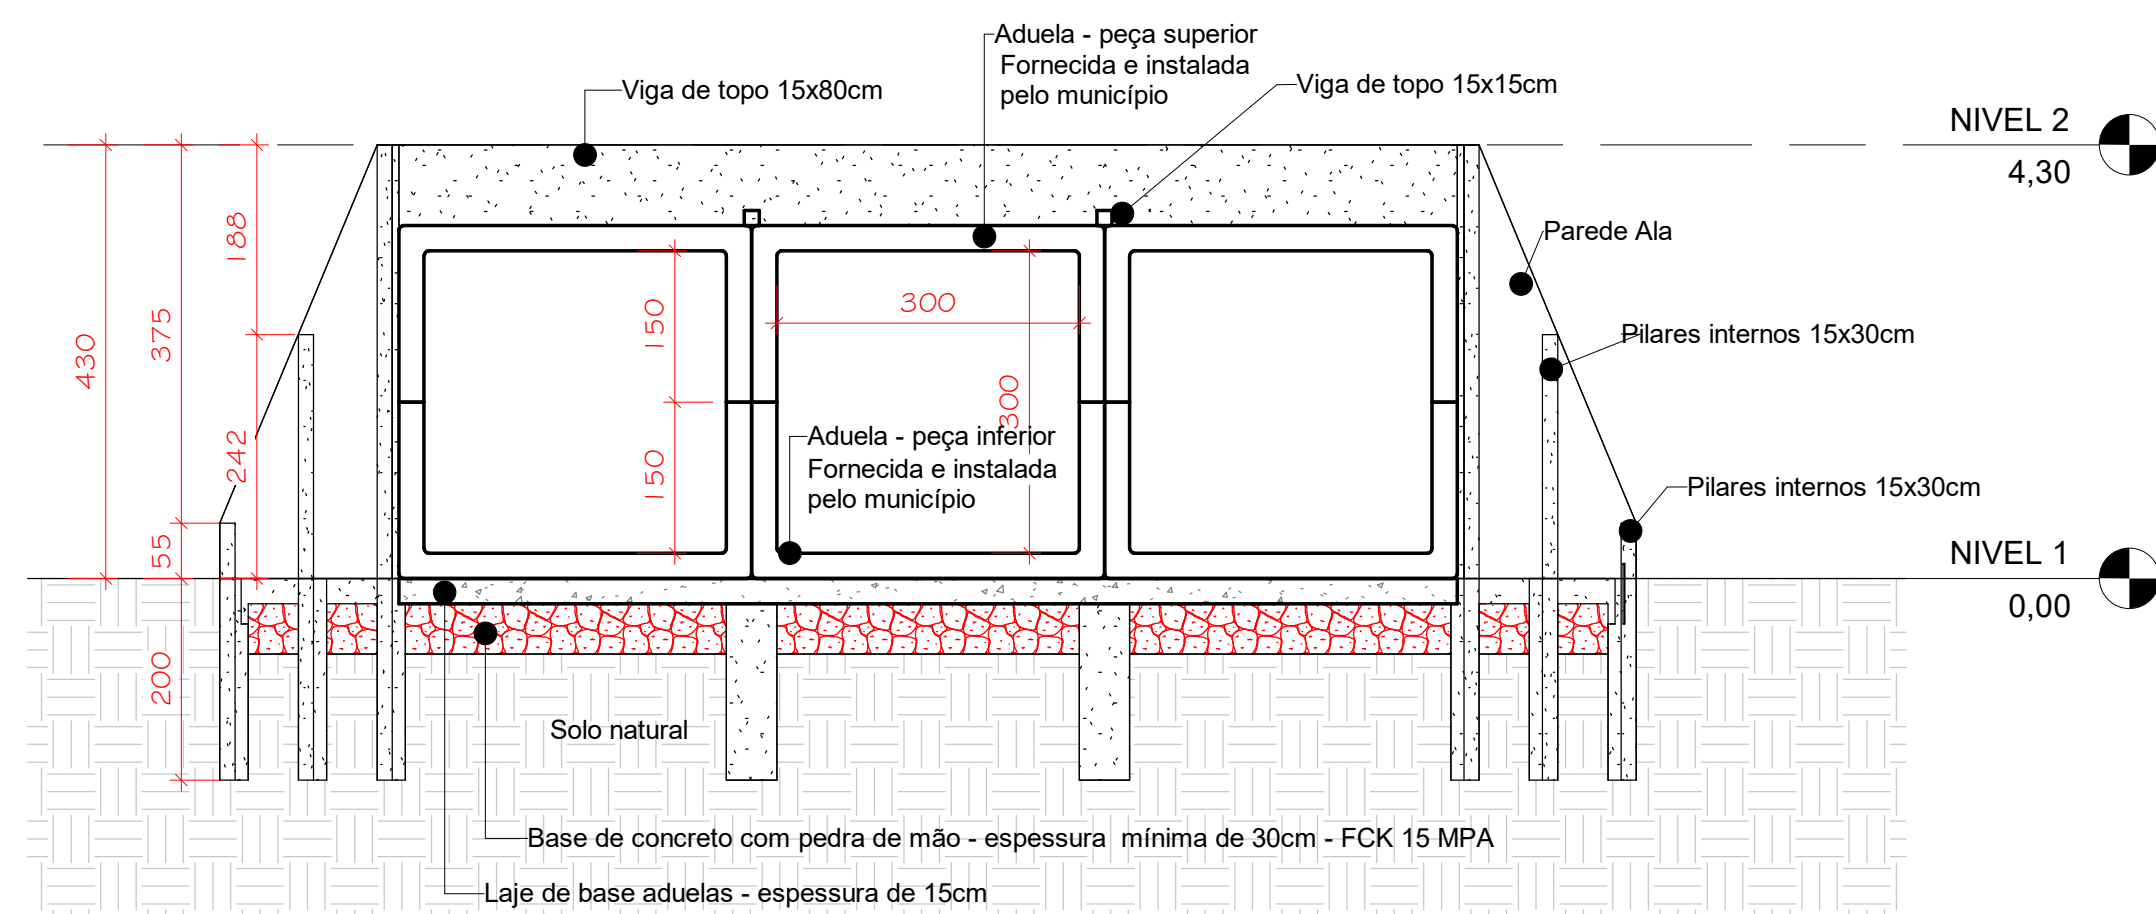 Aduela - peça superior
Fornecida e instalada
pelo município
Viga de topo 15x80cm
Viga de topo 15x15cm
NIVEL 2
4,30
188
Parede Ala
375
430
150
300
Pilares internos 15x30cm
300
242
Aduela - peça inferior
Fornecida e instalada
pelo município
150
Pilares internos 15x30cm
55
NIVEL 1
0,00
200
Solo natural
Base de concreto com pedra de mão - espessura  mínima de 30cm - FCK 15 MPA
Laje de base aduelas - espessura de 15cm